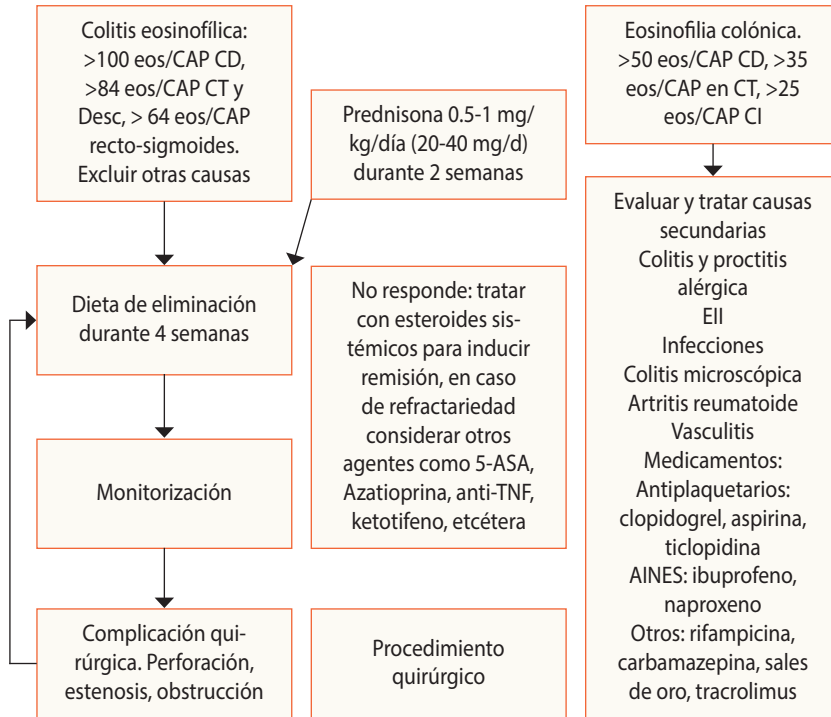 Colitis eosinofílica:
>100 eos/CAP CD,
>84 eos/CAP CT y
Desc, > 64 eos/CAP
recto-sigmoides.
Excluir otras causas
Prednisona 0.5-1 mg/
kg/día (20-40 mg/d)
durante 2 semanas
Eosinofilia colónica.
>50 eos/CAP CD, >35
eos/CAP en CT, >25
eos/CAP CI
Dieta de eliminación
durante 4 semanas
No responde: tratar
con esteroides sis-
témicos para inducir
remisión, en caso
de refractariedad
considerar otros
agentes como 5-ASA,
Azatioprina, anti-TNF,
ketotifeno, etcétera
Monitorización
Complicación qui-
rúrgica. Perforación,
estenosis, obstrucción
Procedimiento
quirúrgico
Evaluar y tratar causas
secundarias
Colitis y proctitis
alérgica
EII
Infecciones
Colitis microscópica
Artritis reumatoide
Vasculitis
Medicamentos:
Antiplaquetarios:
clopidogrel, aspirina,
ticlopidina
AINES: ibuprofeno,
naproxeno
Otros: rifampicina,
carbamazepina, sales
de oro, tracrolimus